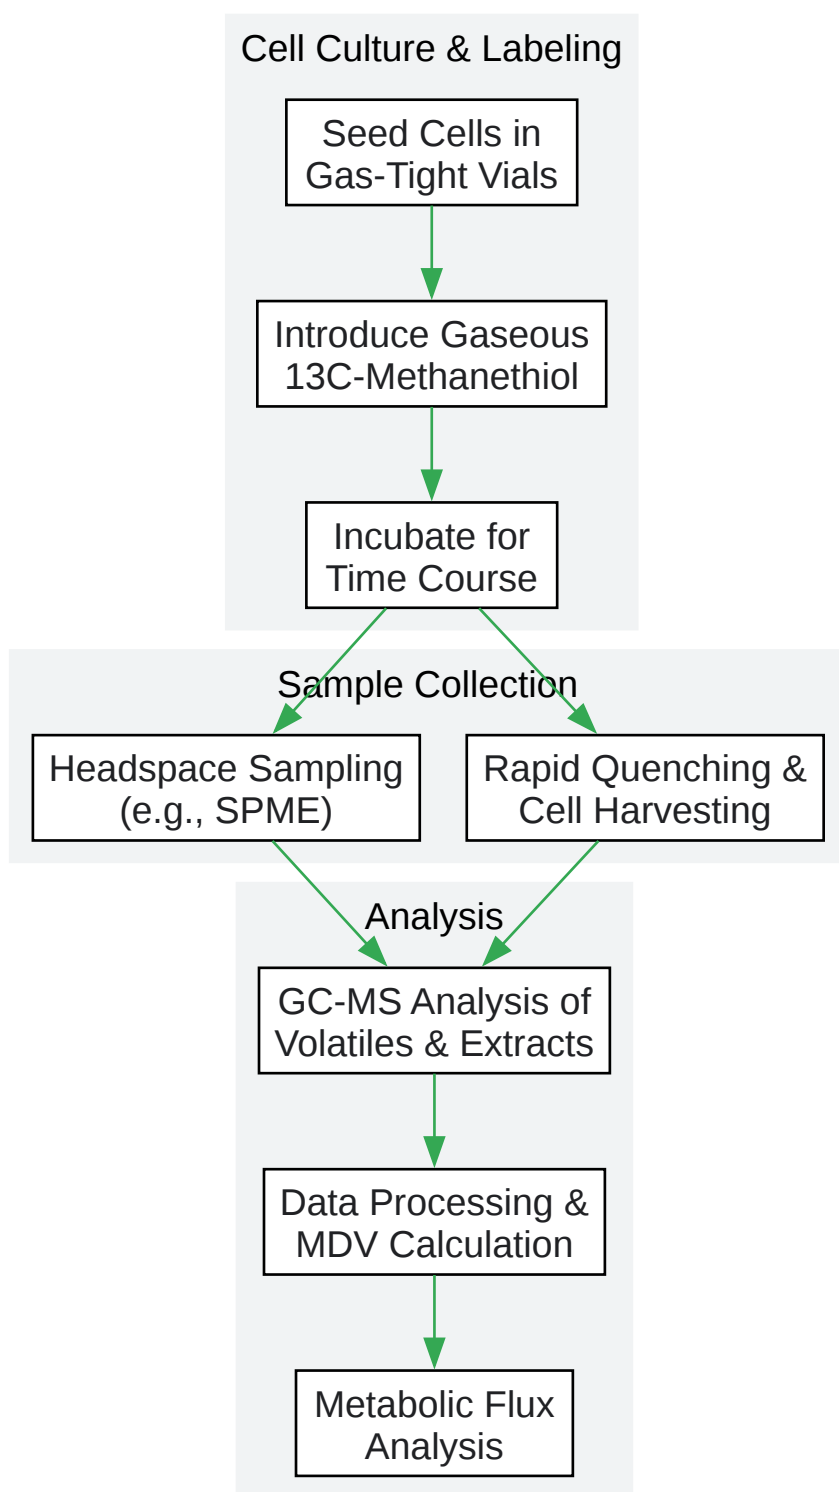 Cell Culture & Labeling
Seed Cells in
Gas-Tight Vials
Introduce Gaseous
13C-Methanethiol
Incubate for
Time Course
Sample Collection
Headspace Sampling
(e.g., SPME)
Rapid Quenching &
Cell Harvesting
Analysis
GC-MS Analysis of
Volatiles & Extracts
Data Processing &
MDV Calculation
Metabolic Flux
Analysis